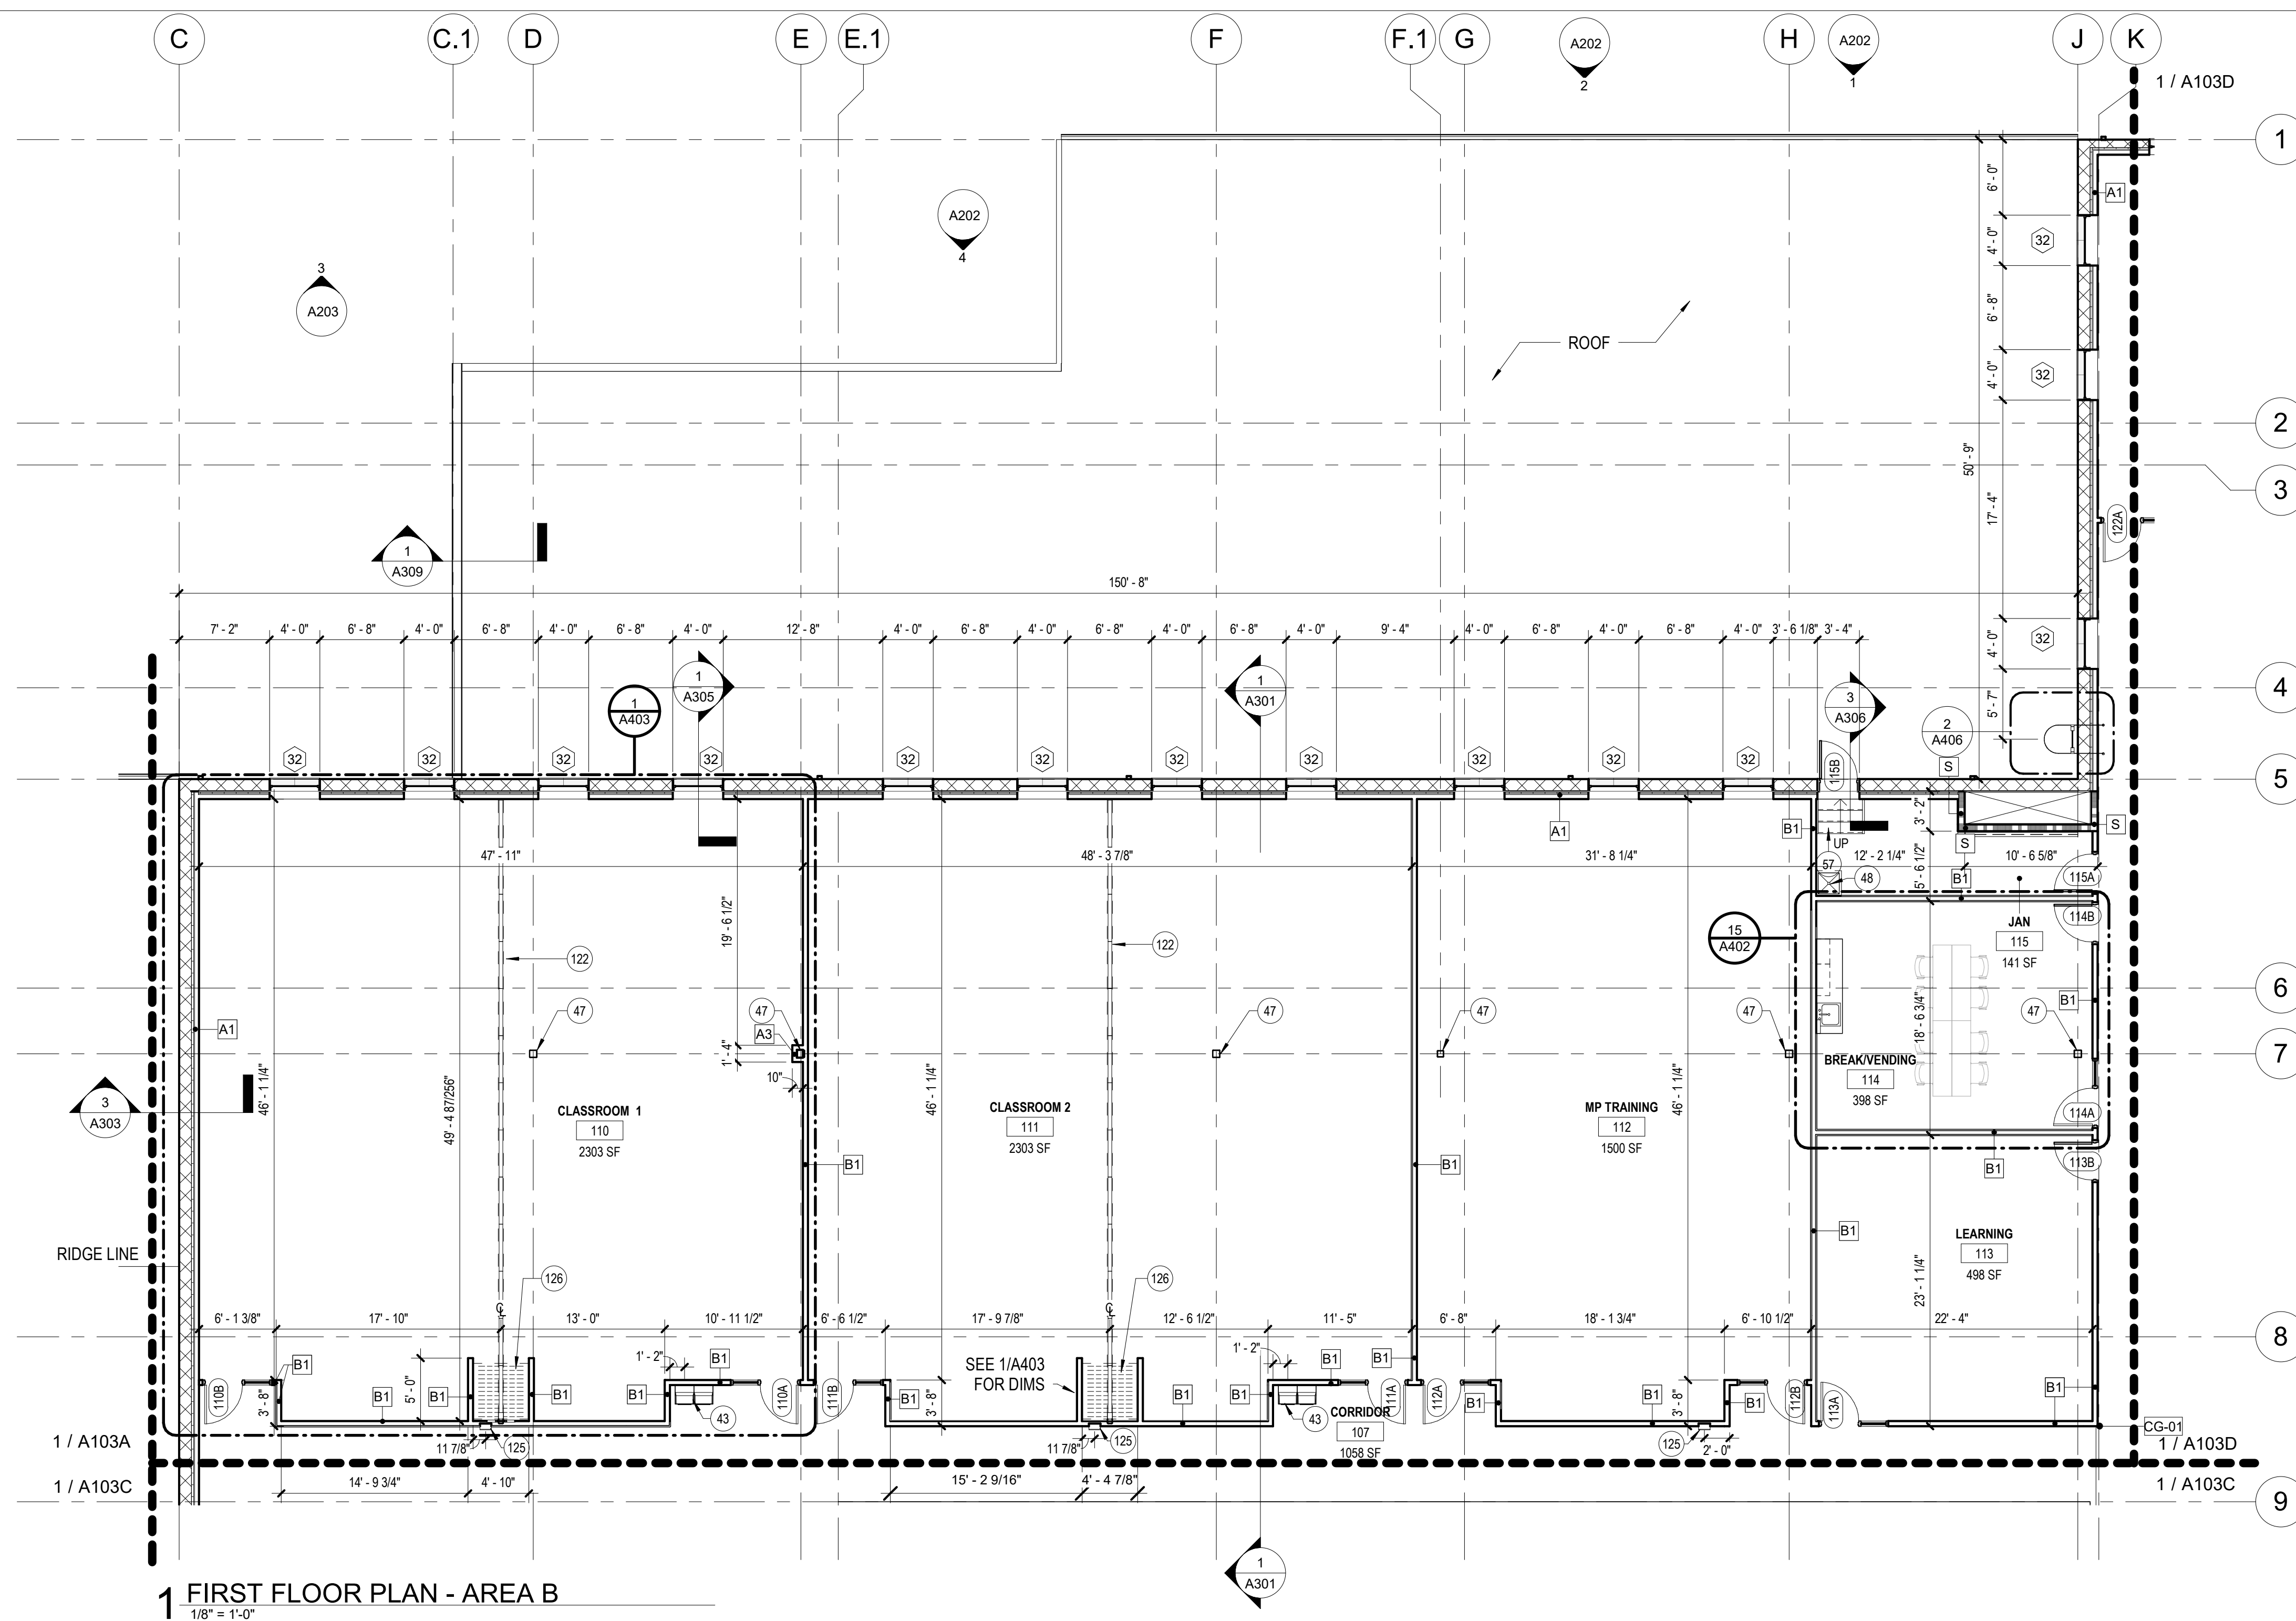 C
C.1
D
E
E.1
F
F.1
G
A202
2
H
A202
1
J
K
1 / A103D
1
6' - 0"
A1
A202
4
4' - 0"
32
3
A203
6' - 8"
ROOF
4' - 0"
32
2
50' - 9"
3
17' - 4"
122A
1
A309
150' - 8"
7' - 2"
4' - 0"
6' - 8"
4' - 0"
6' - 8"
4' - 0"
6' - 8"
4' - 0"
12' - 8"
4' - 0"
6' - 8"
4' - 0"
6' - 8"
4' - 0"
6' - 8"
4' - 0"
9' - 4"
4' - 0"
6' - 8"
4' - 0"
6' - 8"
4' - 0"
3' - 6 1/8"
3' - 4"
4' - 0"
32
4
1
A403
1
A305
1
A301
3
A306
5' - 7"
2
A406
32
32
32
32
32
32
32
32
32
32
32
115B
S
5
A1
B1
UP
3' - 2"
S
S
47' - 11"
48' - 3 7/8"
31' - 8 1/4"
12' - 2 1/4"
10' - 6 5/8"
57
48
5' - 6 1/2"
B1
115A
19' - 6 1/2"
15
A402
114B
JAN
115
141 SF
122
122
6
18' - 6 3/4"
B1
47
47
A3
47
47
47
47
A1
1' - 4"
7
10"
46' - 1 1/4"
49' - 4 87/256"
46' - 1 1/4"
46' - 1 1/4"
BREAK/VENDING
114
398 SF
3
A303
CLASSROOM 1
110
2303 SF
CLASSROOM 2
111
2303 SF
MP TRAINING
112
1500 SF
114A
B1
B1
B1
113B
B1
LEARNING
113
498 SF
RIDGE LINE
126
126
23' - 1 1/4"
6' - 1 3/8"
17' - 10"
13' - 0"
10' - 11 1/2"
6' - 6 1/2"
17' - 9 7/8"
12' - 6 1/2"
11' - 5"
6' - 8"
18' - 1 3/4"
6' - 10 1/2"
22' - 4"
8
B1
1' - 2"
B1
SEE 1/A403
FOR DIMS
1' - 2"
B1
B1
110B
3' - 8"
B1
5' - 0"
B1
B1
B1
43
110A
111B
B1
3' - 8"
B1
B1
43
111A
112A
B1
B1
3' - 8"
B1
112B
113A
B1
CORRIDOR
107
1058 SF
CG-01
1 / A103A
11 7/8"
125
11 7/8"
125
125
2' - 0"
1 / A103D
1 / A103C
14' - 9 3/4"
4' - 10"
15' - 2 9/16"
4' - 4 7/8"
1 / A103C
9
1
A301
1
FIRST FLOOR PLAN - AREA B
1/8" = 1'-0"